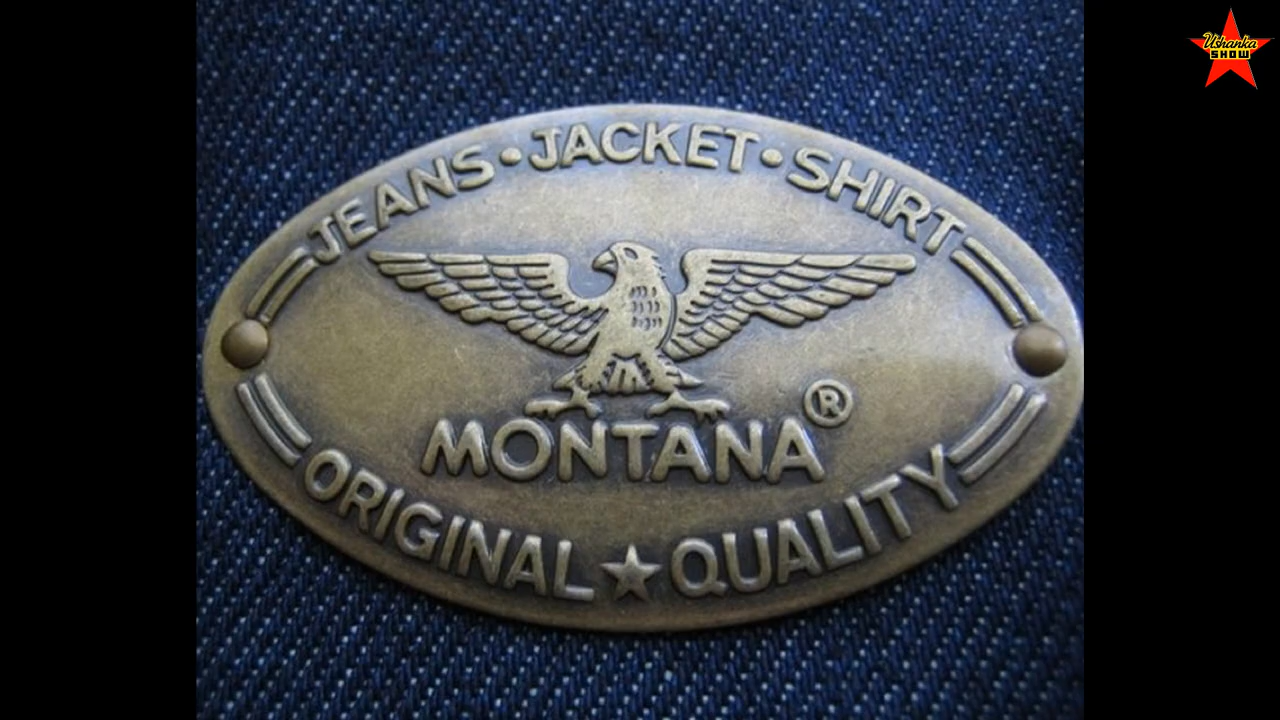 JEANS • JACKET • SHIRT
MONTANA®
ORIGINAL ★ QUALITY
Ushanka
SHOW